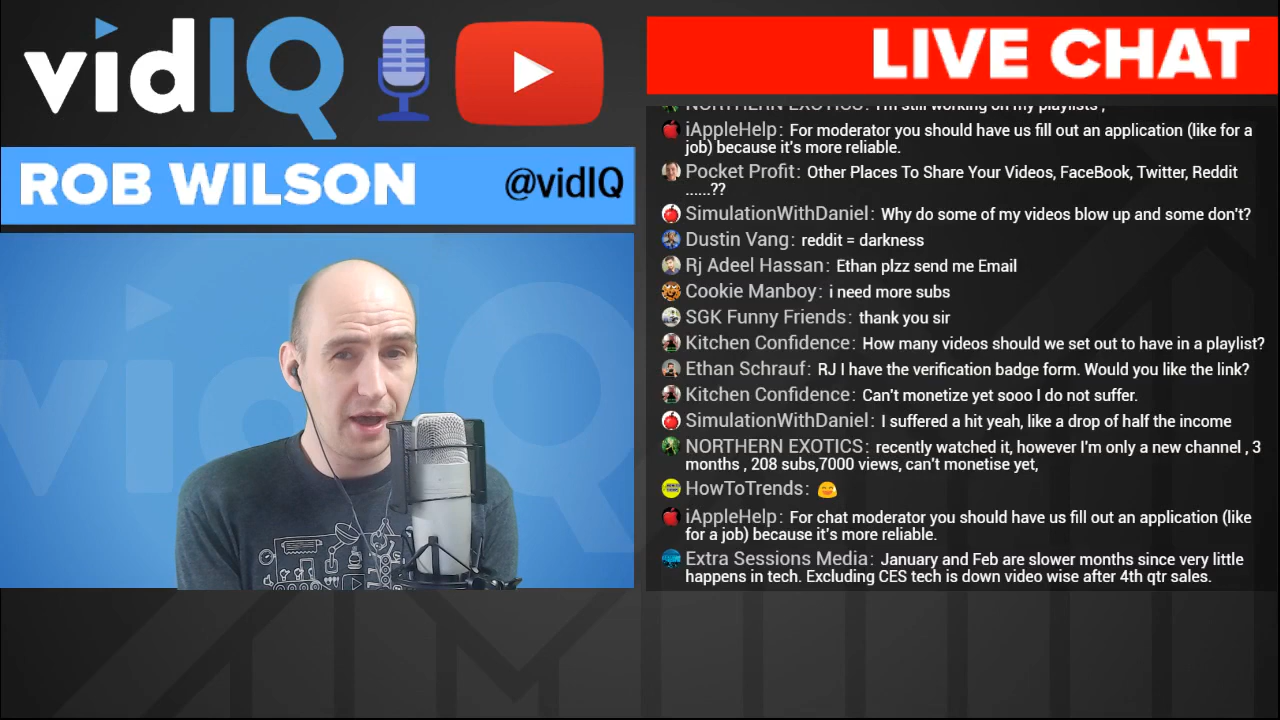 vidIQ
LIVE CHAT
ROB WILSON
@vidIQ
NORTHERN EXOTICS: I'm still working on my playlists ,
iAppleHelp: For moderator you should have us fill out an application (like for a
job) because it's more reliable.
Pocket Profit: Other Places To Share Your Videos, FaceBook, Twitter, Reddit
......??
SimulationWithDaniel: Why do some of my videos blow up and some don't?
Dustin Vang: reddit = darkness
Rj Adeel Hassan: Ethan plzz send me Email
Cookie Manboy: i need more subs
SGK Funny Friends: thank you sir
Kitchen Confidence: How many videos should we set out to have in a playlist?
Ethan Schrauf: RJ I have the verification badge form. Would you like the link?
Kitchen Confidence: Can't monetize yet sooo I do not suffer.
SimulationWithDaniel: I suffered a hit yeah, like a drop of half the income
NORTHERN EXOTICS: recently watched it, however I'm only a new channel , 3
months , 208 subs,7000 views, can't monetise yet,
HowToTrends: 🤗
iAppleHelp: For chat moderator you should have us fill out an application (like
for a job) because it's more reliable.
Extra Sessions Media: January and Feb are slower months since very little
happens in tech. Excluding CES tech is down video wise after 4th qtr sales.